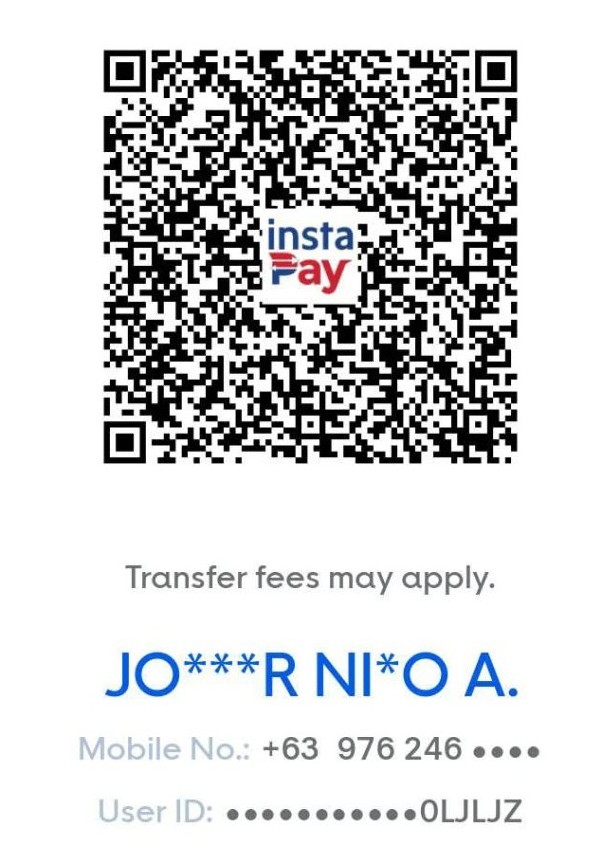 insta
Pay
Transfer fees may apply.
JO***R NI*O A.
Mobile No.: +63 976 246 ••••
User ID: •••••••••••0LJLJZ